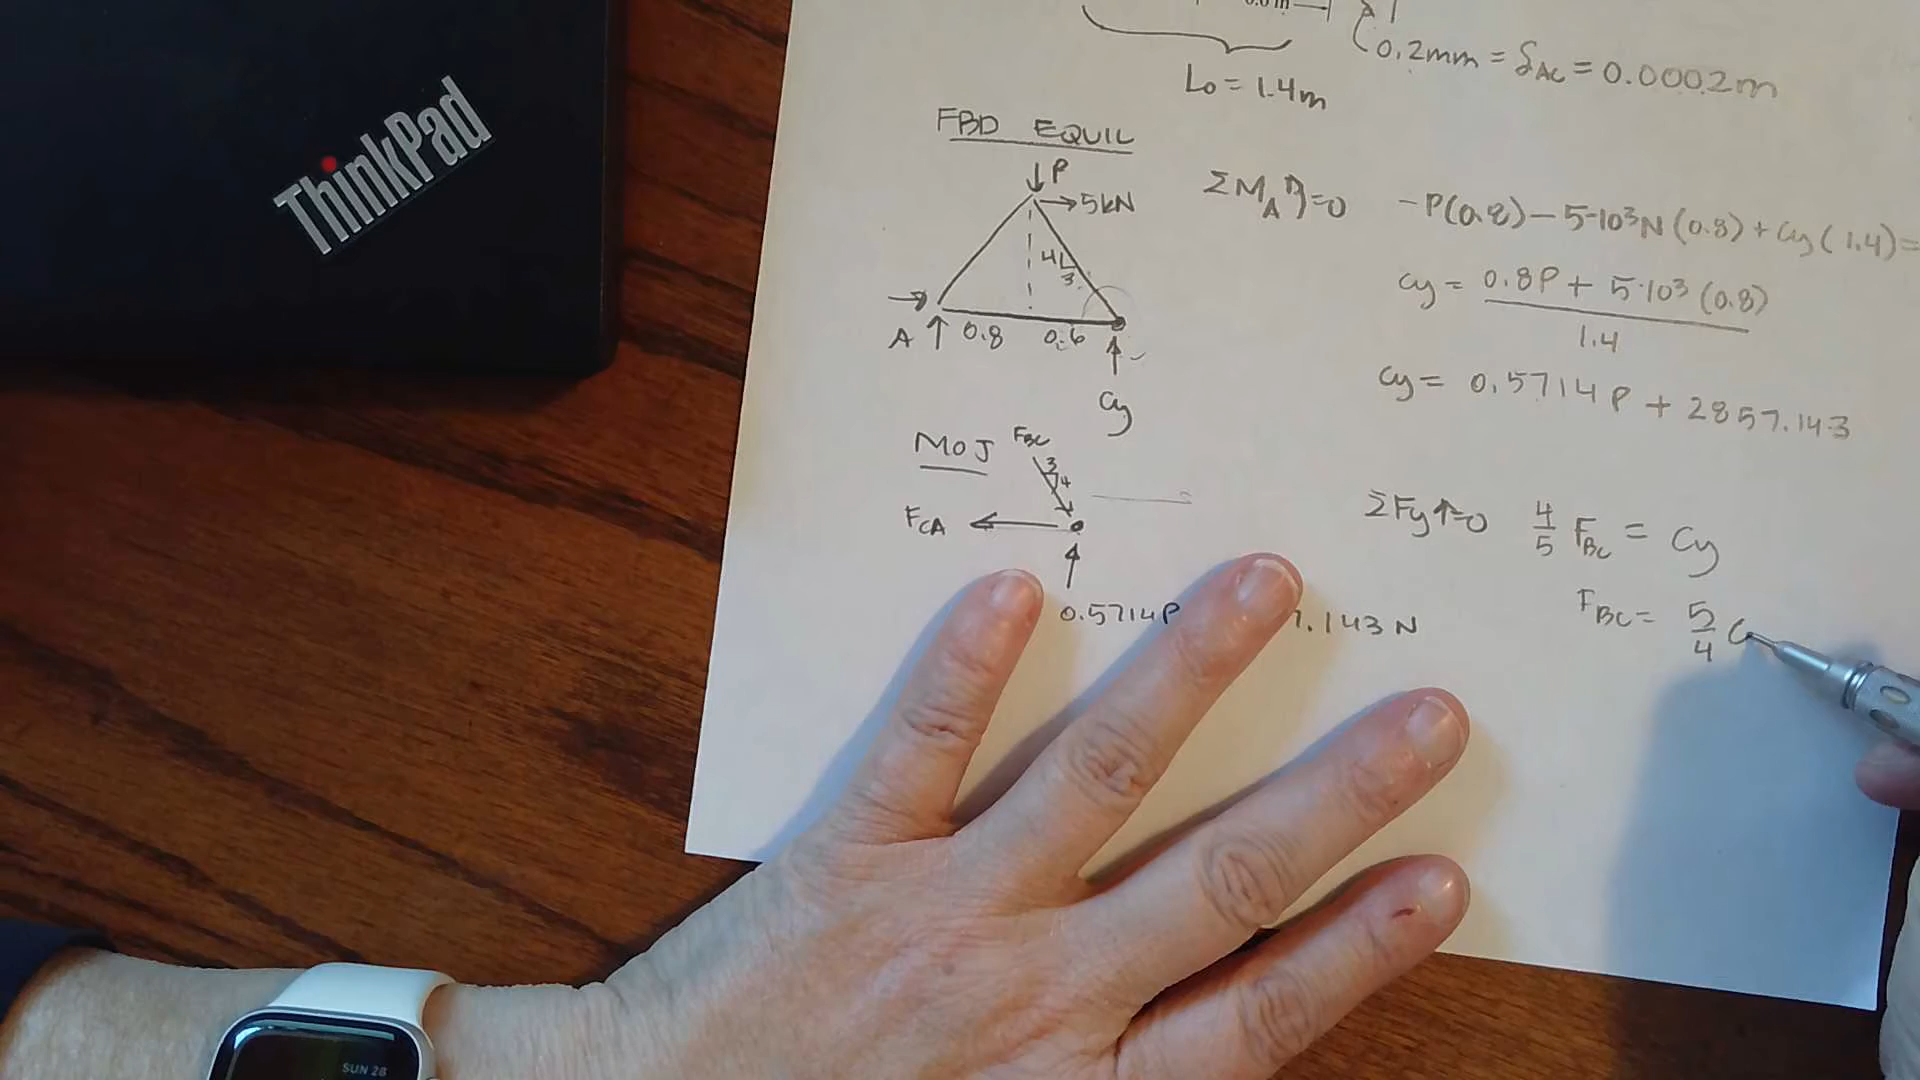 0.2mm = δAC = 0.0002m
Lo = 1.4m
ThinkPad
FBD EQUIL
↓P
→5kN
4
3
A ↑ 0.8 0.6
Cy
ΣMA = 0 -P(0.8) - 5·10³N (0.8) + Cy (1.4) =
Cy = 0.8P + 5·10³ (0.8)
1.4
Cy = 0.5714P + 2857.143
MOJ
FBC
3
4
FCA
0.5714P 7.143 N
ΣFy↑=0 4/5 FBC = Cy
FBC = 5/4 C
SUN 28